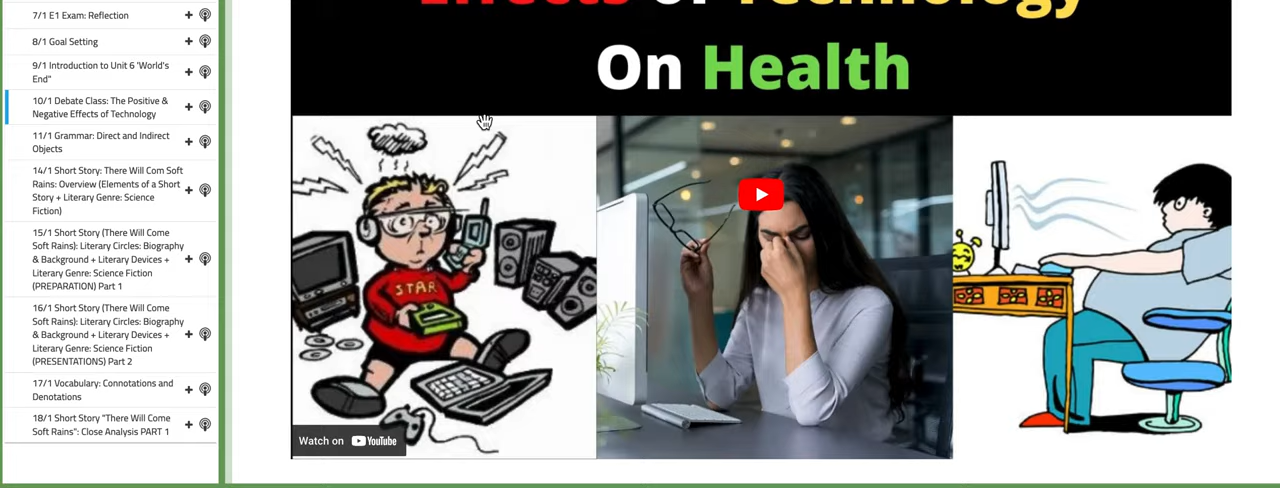 7/1 E1 Exam: Reflection
8/1 Goal Setting
9/1 Introduction to Unit 6 'World's
End"
10/1 Debate Class: The Positive &
Negative Effects of Technology
11/1 Grammar: Direct and Indirect
Objects
14/1 Short Story: There Will Com Soft
Rains: Overview (Elements of a Short
Story + Literary Genre: Science
Fiction)
15/1 Short Story (There Will Come
Soft Rains): Literary Circles: Biography
& Background + Literary Devices +
Literary Genre: Science Fiction
(PREPARATION) Part 1
16/1 Short Story (There Will Come
Soft Rains): Literary Circles: Biography
& Background + Literary Devices +
Literary Genre: Science Fiction
(PRESENTATIONS) Part 2
17/1 Vocabulary: Connotations and
Denotations
18/1 Short Story "There Will Come
Soft Rains": Close Analysis PART 1
Effects of Technology
On Health
STAR
Watch on YouTube